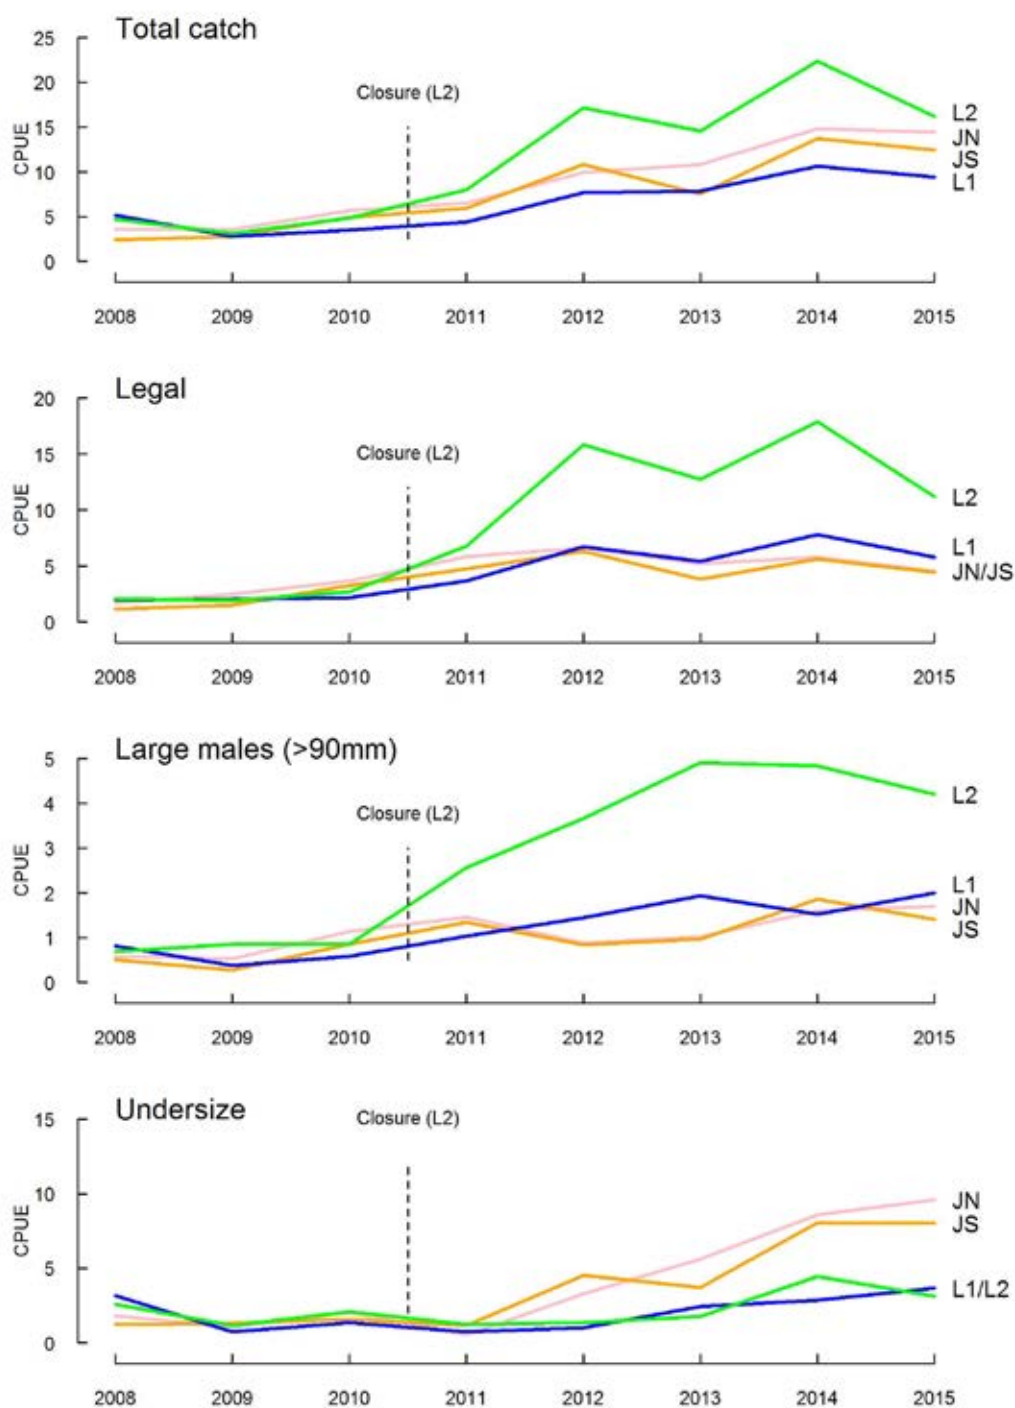 Total catch
25
20
15
10
5
0
CPUE
Closure (L2)
L2
JN
JS
L1
2008 2009 2010 2011 2012 2013 2014 2015
Legal
20
15
10
5
0
CPUE
Closure (L2)
L2
L1
JN/JS
2008 2009 2010 2011 2012 2013 2014 2015
Large males (>90mm)
5
4
3
2
1
0
CPUE
Closure (L2)
L2
L1
JN
JS
2008 2009 2010 2011 2012 2013 2014 2015
Undersize
15
10
5
0
CPUE
Closure (L2)
JN
JS
L1/L2
2008 2009 2010 2011 2012 2013 2014 2015